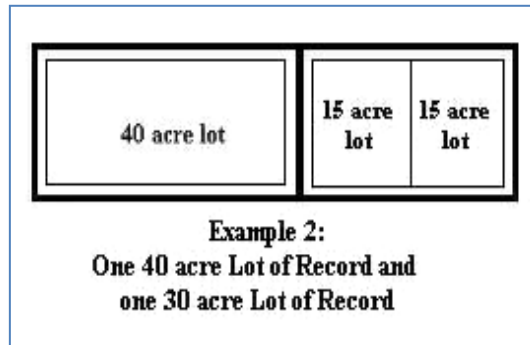 40 acre lot
15 acre
lot
15 acre
lot
Example 2:
One 40 acre Lot of Record and
one 30 acre Lot of Record